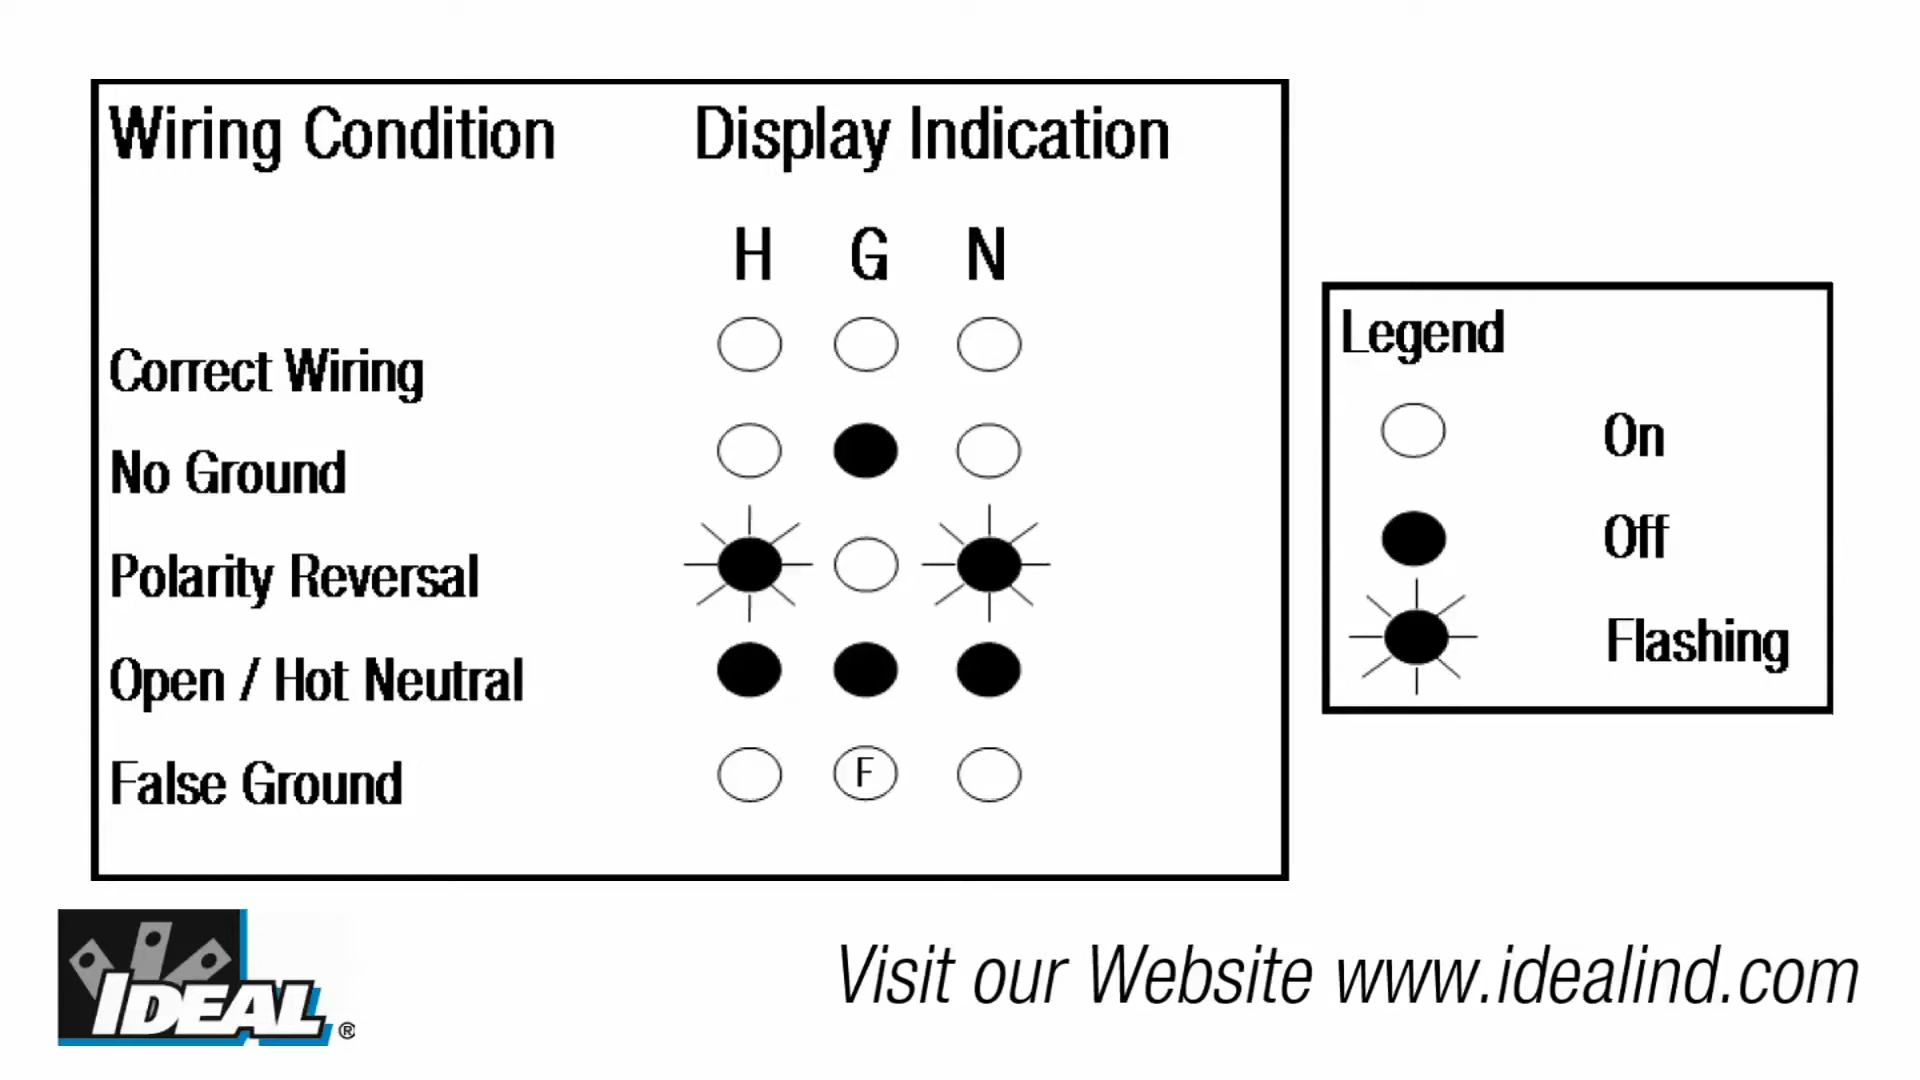 Wiring Condition
Display Indication
H G N
Correct Wiring
No Ground
Polarity Reversal
Open / Hot Neutral
False Ground
F
Legend
On
Off
Flashing
IDEAL®
Visit our Website www.idealind.com